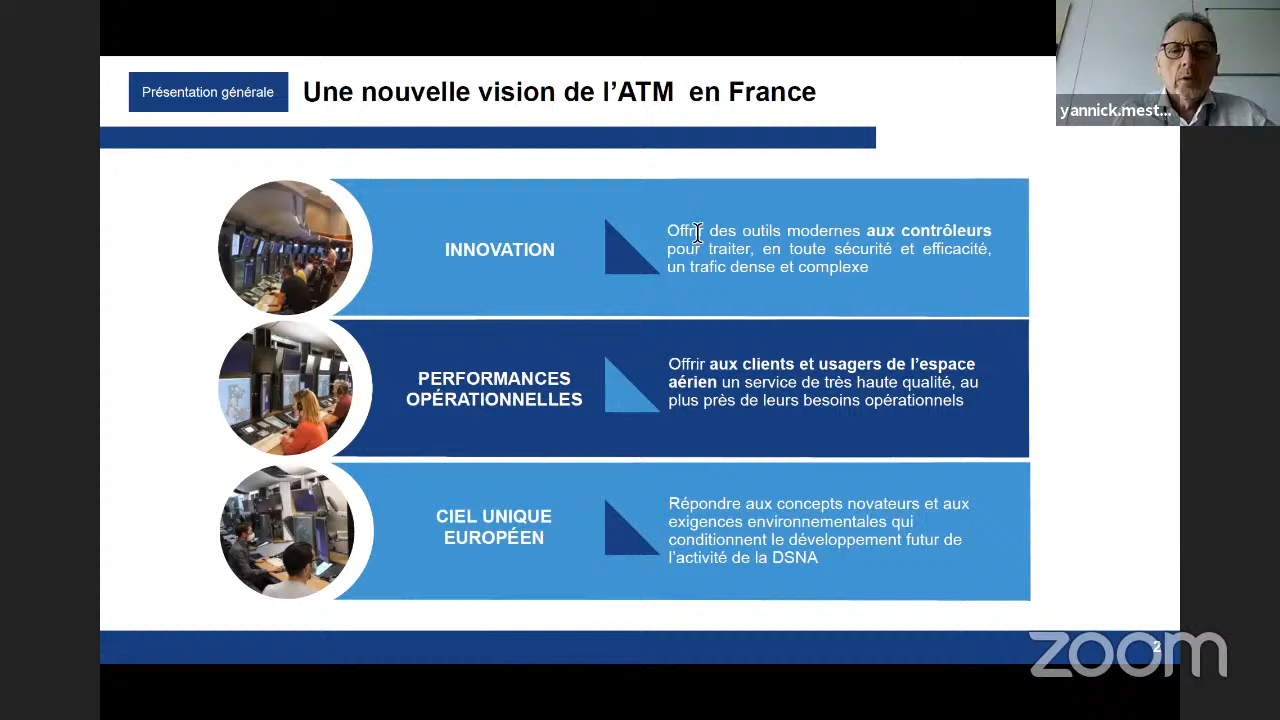 Présentation générale
Une nouvelle vision de l’ATM en France
yannick.mest...
INNOVATION
Offrir des outils modernes aux contrôleurs
pour traiter, en toute sécurité et efficacité,
un trafic dense et complexe
PERFORMANCES
OPÉRATIONNELLES
Offrir aux clients et usagers de l’espace
aérien un service de très haute qualité, au
plus près de leurs besoins opérationnels
CIEL UNIQUE
EUROPÉEN
Répondre aux concepts novateurs et aux
exigences environnementales qui
conditionnent le développement futur de
l’activité de la DSNA
2
zoom